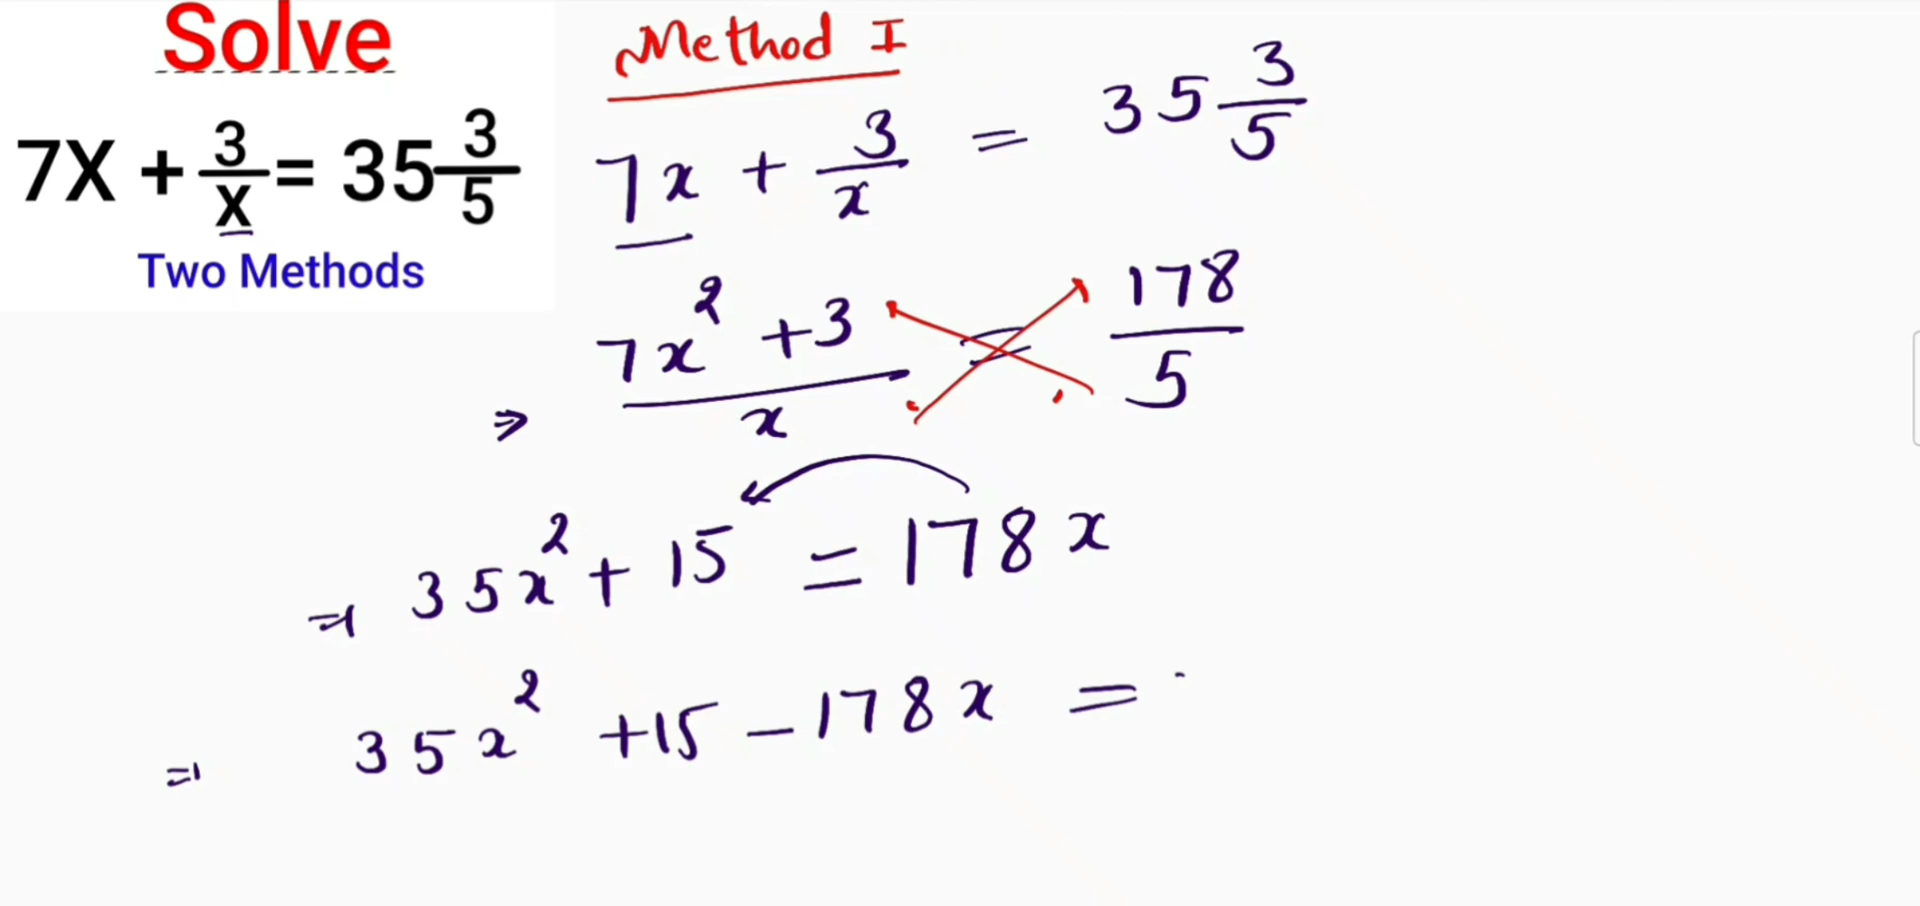 Solve
7X + 3/X = 35 3/5
Two Methods
Method I
7x + 3/x = 35 3/5
⇒ 7x² + 3 / x = 178/5
⇒ 35x² + 15 = 178x
⇒ 35x² + 15 - 178x =